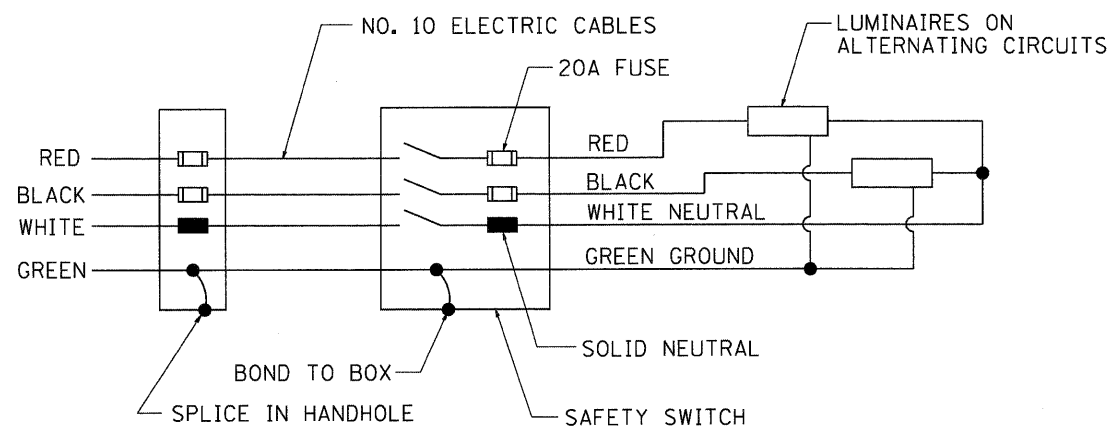 NO. 10 ELECTRIC CABLES
LUMINAIRES ON
ALTERNATING CIRCUITS
20A FUSE
RED
RED
BLACK
BLACK
WHITE
WHITE NEUTRAL
GREEN
GREEN GROUND
SOLID NEUTRAL
BOND TO BOX
SPLICE IN HANDHOLE
SAFETY SWITCH